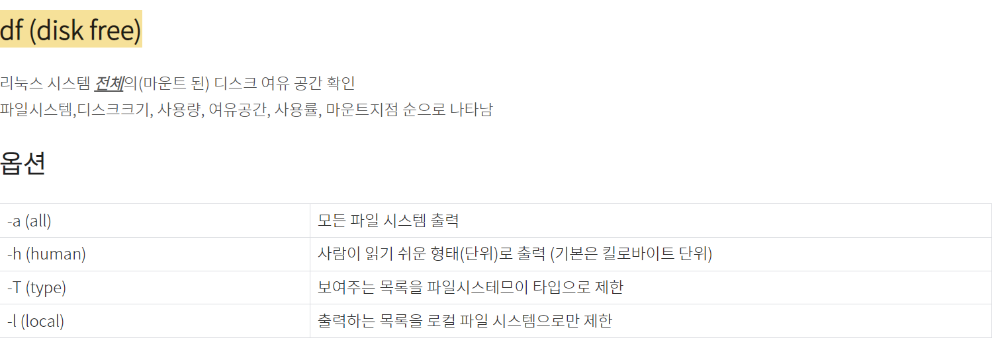 df (disk free)
리눅스 시스템 전체의(마운트 된) 디스크 여유 공간 확인
파일시스템,디스크크기, 사용량, 여유공간, 사용률, 마운트지점 순으로 나타남
옵션
-a (all) 모든 파일 시스템 출력
-h (human) 사람이 읽기 쉬운 형태(단위)로 출력 (기본은 킬로바이트 단위)
-T (type) 보여주는 목록을 파일시스테므이 타입으로 제한
-l (local) 출력하는 목록을 로컬 파일 시스템으로만 제한